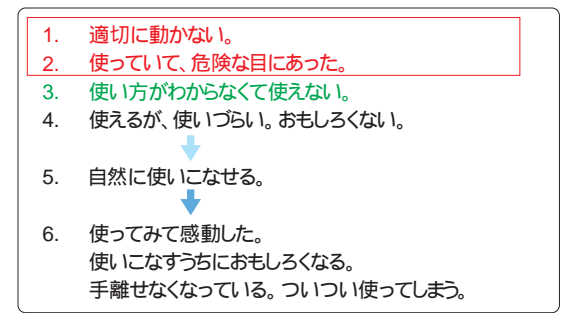 1. 適切に動かない。
2. 使っていて、危険な目にあった。
3. 使い方がわからなくて使えない。
4. 使えるが、使いづらい。おもしろくない。
5. 自然に使いこなせる。
6. 使ってみて感動した。
使いこなすうちにおもしろくなる。
手離せなくなっている。ついつい使ってしまう。